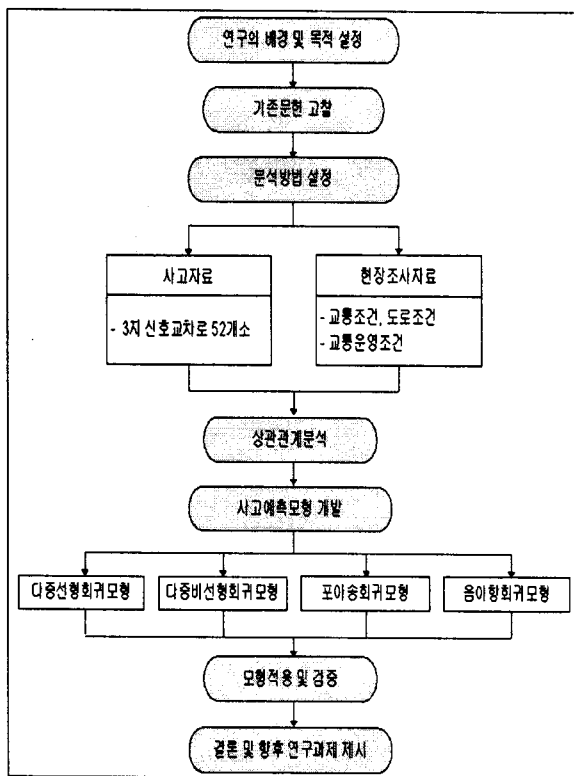 연구의 배경 및 목적 설정
기존문헌 고찰
분석방법 설정
사고자료
- 3지 신호교차로 52개소
현장조사자료
- 교통조건, 도로조건
- 교통운영조건
상관관계분석
사고예측모형 개발
다중선형회귀모형
다중비선형회귀모형
포아송회귀모형
음이항회귀모형
모형적용 및 검증
결론 및 향후 연구과제 제시